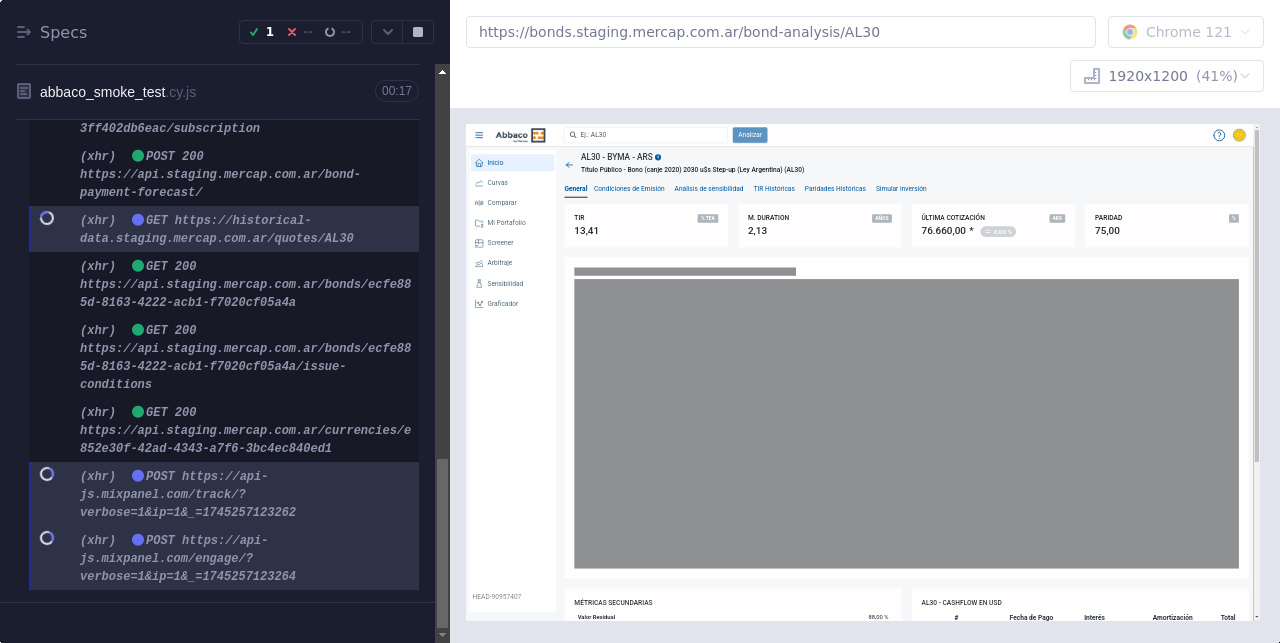 Specs
1
--
--
abbaco_smoke_test.cy.js
00:17
3ff402db6eac/subscription
(xhr) POST 200
https://api.staging.mercap.com.ar/bond-
payment-forecast/
(xhr) GET https://historical-
data.staging.mercap.com.ar/quotes/AL30
(xhr) GET 200
https://api.staging.mercap.com.ar/bonds/ecfe88
5d-8163-4222-acb1-f7020cf05a4a
(xhr) GET 200
https://api.staging.mercap.com.ar/bonds/ecfe88
5d-8163-4222-acb1-f7020cf05a4a/issue-
conditions
(xhr) GET 200
https://api.staging.mercap.com.ar/currencies/e
852e30f-42ad-4343-a7f6-3bc4ec840ed1
(xhr) POST https://api-
js.mixpanel.com/track/?
verbose=1&ip=1&_=1745257123262
(xhr) POST https://api-
js.mixpanel.com/engage/?
verbose=1&ip=1&_=1745257123264
https://bonds.staging.mercap.com.ar/bond-analysis/AL30
Chrome 121
1920x1200 (41%)
Abbaco
Ej.: AL30
Analizar
Inicio
Curvas
Comparar
Mi Portafolio
Screener
Arbitraje
Sensibilidad
Graficador
HEAD-90957407
AL30 - BYMA - ARS
Título Público - Bono (canje 2020) 2030 u$s Step-up (Ley Argentina) (AL30)
General
Condiciones de Emisión
Análisis de sensibilidad
TIR Históricas
Paridades Históricas
Simular inversión
TIR
% TEA
13,41
M. DURATION
AÑOS
2,13
ÚLTIMA COTIZACIÓN
ARS
76.660,00 *
= 0,00 %
PARIDAD
%
75,00
MÉTRICAS SECUNDARIAS
Valor Residual
88,00 %
AL30 - CASHFLOW EN USD
#
Fecha de Pago
Interés
Amortización
Total